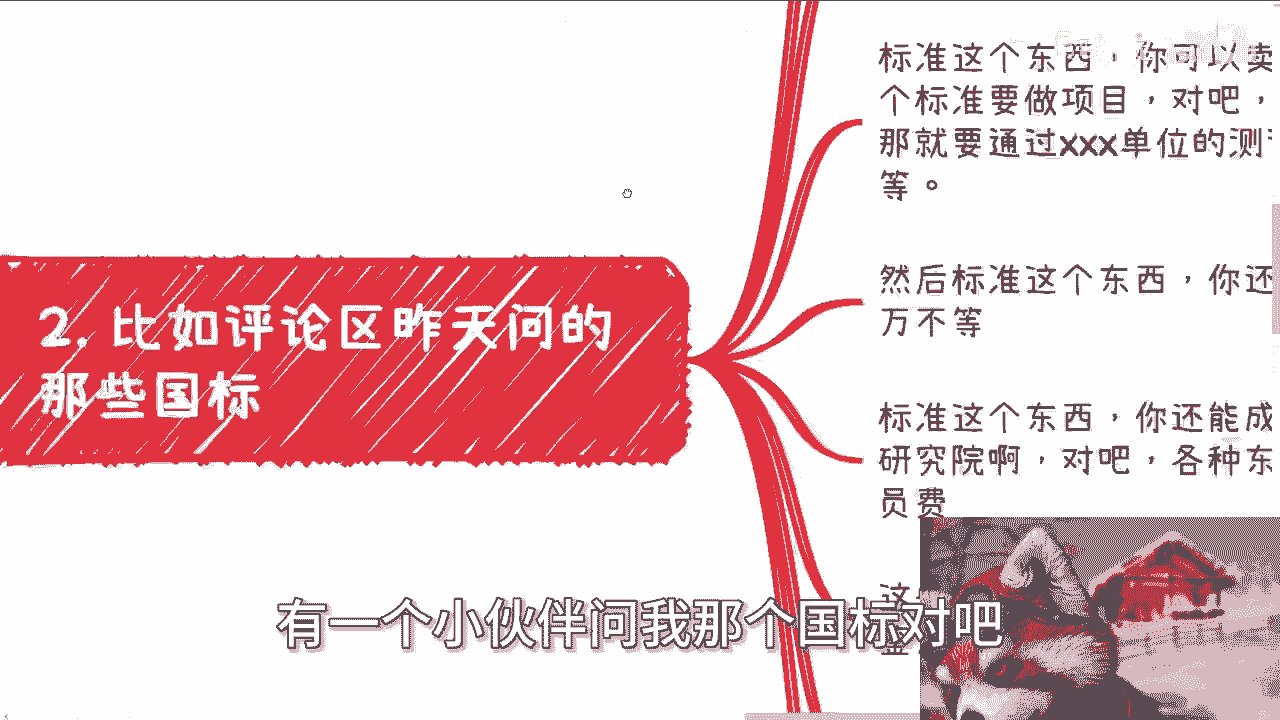 2. 比如评论区昨天问的
那些国标
标准这个东西，你可以卖
个标准要做项目，对吧，
那就要通过xxx单位的测
等。
然后标准这个东西，你还
万不等
标准这个东西，你还能成
研究院啊，对吧，各种东
员费
这
有一个小伙伴问我那个国标对吧